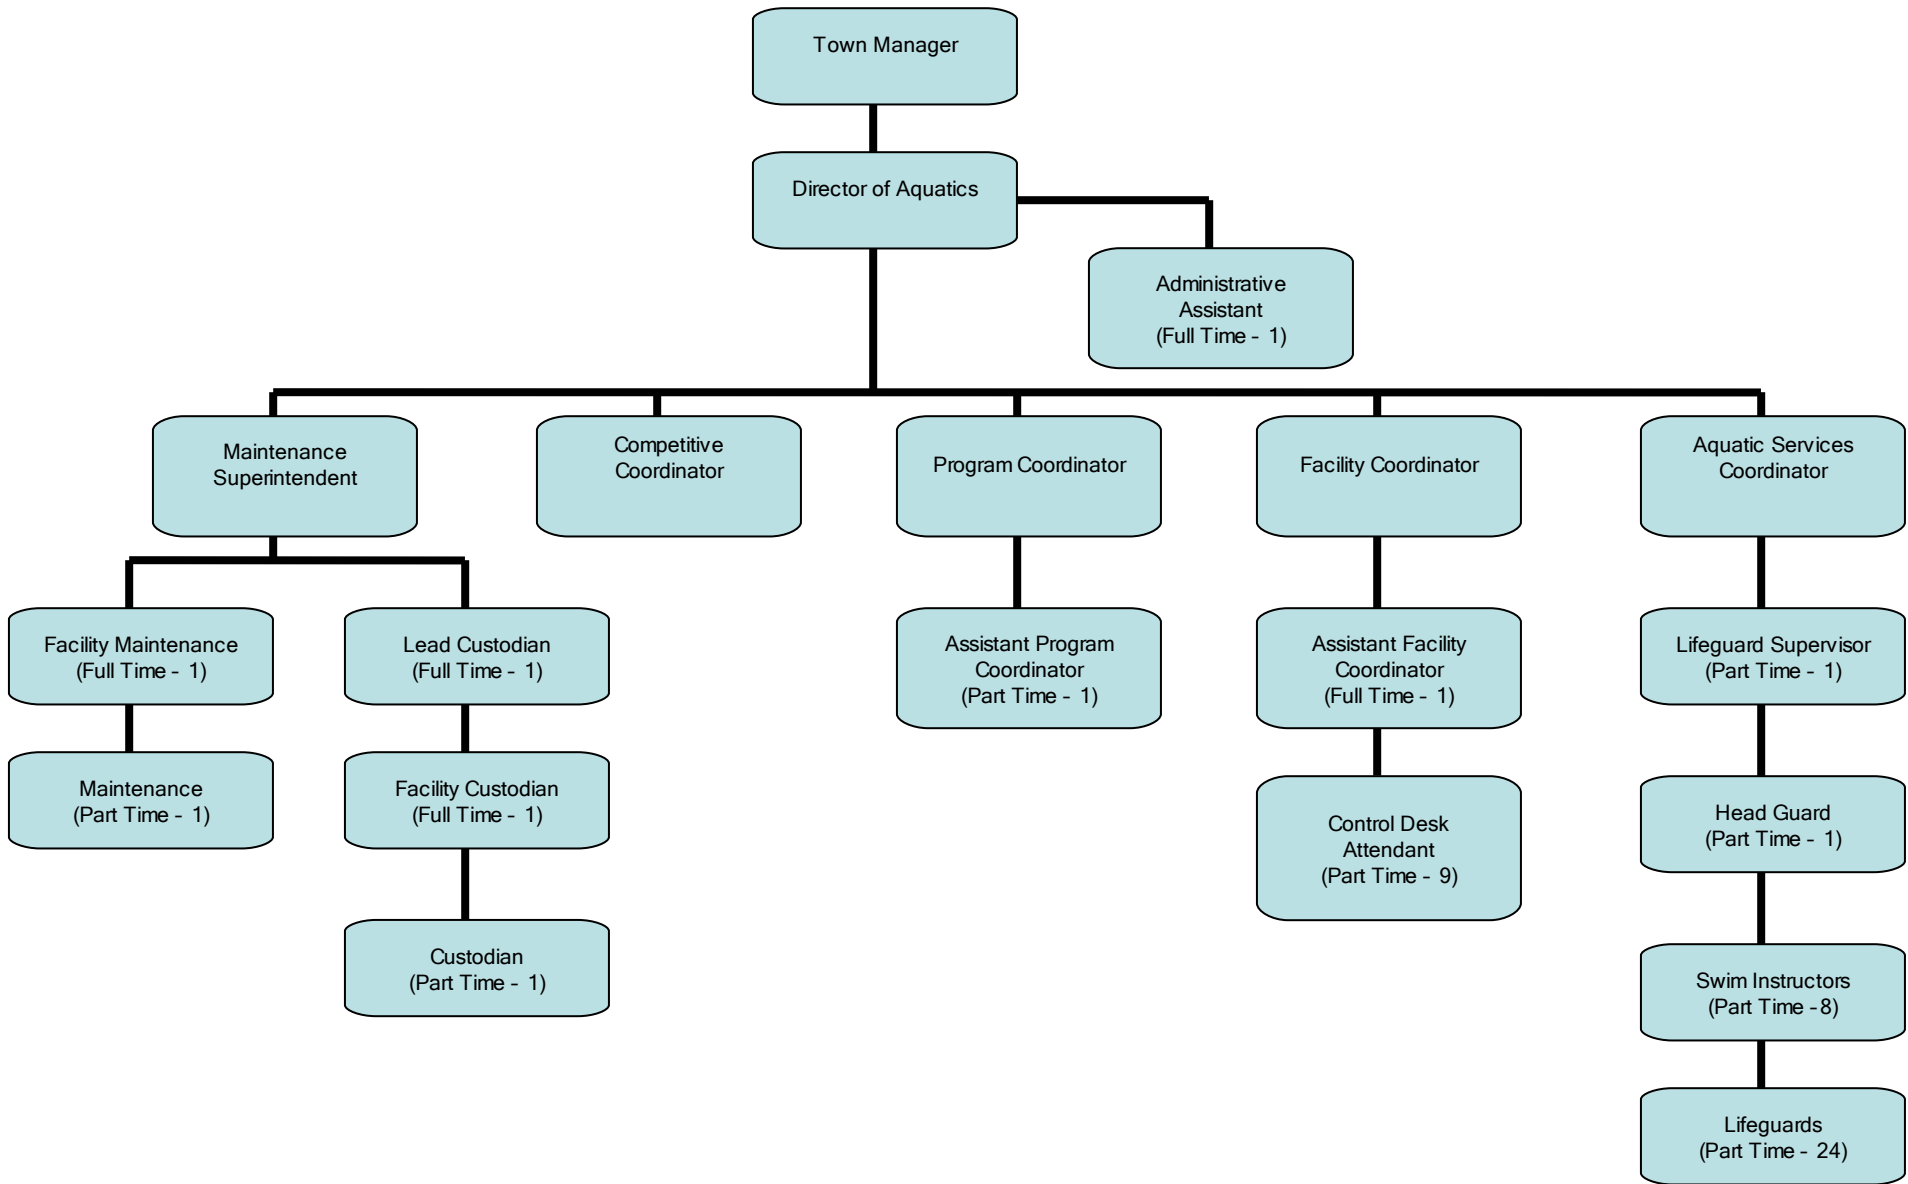 Town Manager
Director of Aquatics
Administrative
Assistant
(Full Time - 1)
Maintenance
Superintendent
Competitive
Coordinator
Program Coordinator
Facility Coordinator
Aquatic Services
Coordinator
Facility Maintenance
(Full Time - 1)
Lead Custodian
(Full Time - 1)
Assistant Program
Coordinator
(Part Time - 1)
Assistant Facility
Coordinator
(Full Time - 1)
Lifeguard Supervisor
(Part Time - 1)
Maintenance
(Part Time - 1)
Facility Custodian
(Full Time - 1)
Control Desk
Attendant
(Part Time - 9)
Head Guard
(Part Time - 1)
Custodian
(Part Time - 1)
Swim Instructors
(Part Time -8)
Lifeguards
(Part Time - 24)